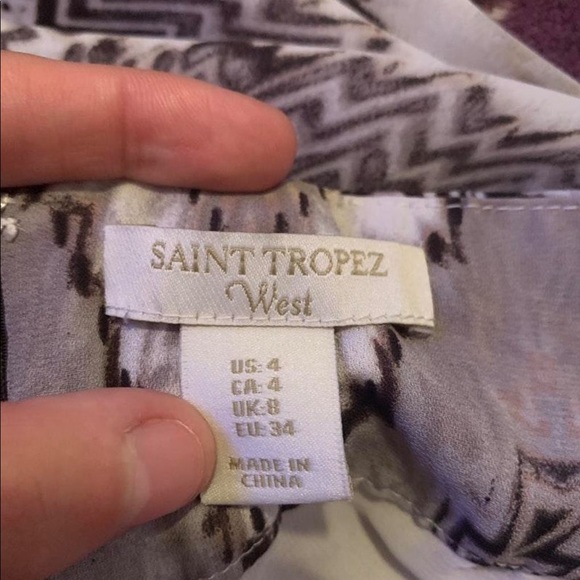 SAINT TROPEZ
West
US: 4
CA: 4
UK: 8
EU: 34
MADE IN
CHINA